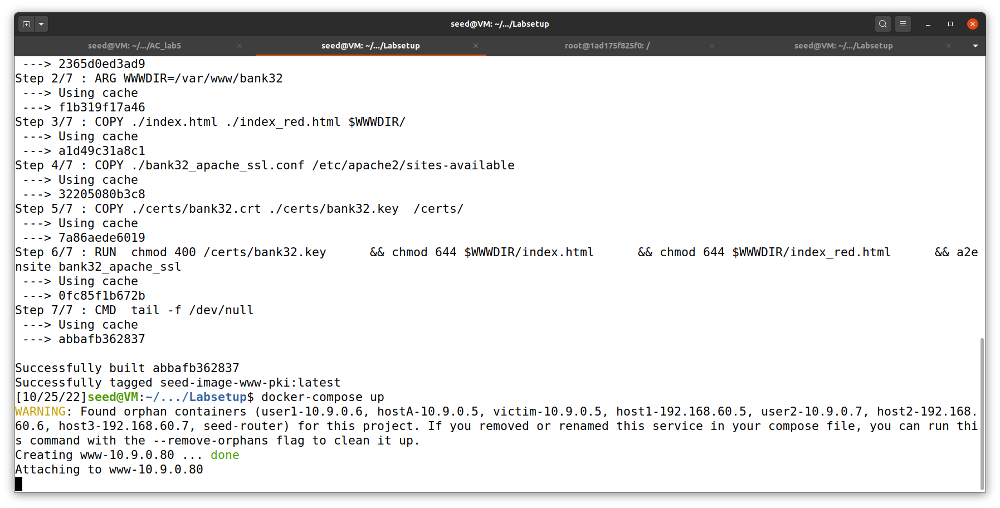 seed@VM: ~/.../Labsetup
seed@VM: ~/.../AC_lab5
seed@VM: ~/.../Labsetup
root@1ad175f825f0: /
seed@VM: ~/.../Labsetup
 ---> 2365d0ed3ad9
Step 2/7 : ARG WWWDIR=/var/www/bank32
 ---> Using cache
 ---> f1b319f17a46
Step 3/7 : COPY ./index.html ./index_red.html $WWWDIR/
 ---> Using cache
 ---> a1d49c31a8c1
Step 4/7 : COPY ./bank32_apache_ssl.conf /etc/apache2/sites-available
 ---> Using cache
 ---> 32205080b3c8
Step 5/7 : COPY ./certs/bank32.crt ./certs/bank32.key  /certs/
 ---> Using cache
 ---> 7a86aede6019
Step 6/7 : RUN  chmod 400 /certs/bank32.key      && chmod 644 $WWWDIR/index.html      && chmod 644 $WWWDIR/index_red.html      && a2e
nsite bank32_apache_ssl
 ---> Using cache
 ---> 0fc85f1b672b
Step 7/7 : CMD  tail -f /dev/null
 ---> Using cache
 ---> abbafb362837
Successfully built abbafb362837
Successfully tagged seed-image-www-pki:latest
[10/25/22]seed@VM:~/.../Labsetup$ docker-compose up
WARNING: Found orphan containers (user1-10.9.0.6, hostA-10.9.0.5, victim-10.9.0.5, host1-192.168.60.5, user2-10.9.0.7, host2-192.168.
60.6, host3-192.168.60.7, seed-router) for this project. If you removed or renamed this service in your compose file, you can run thi
s command with the --remove-orphans flag to clean it up.
Creating www-10.9.0.80 ... done
Attaching to www-10.9.0.80